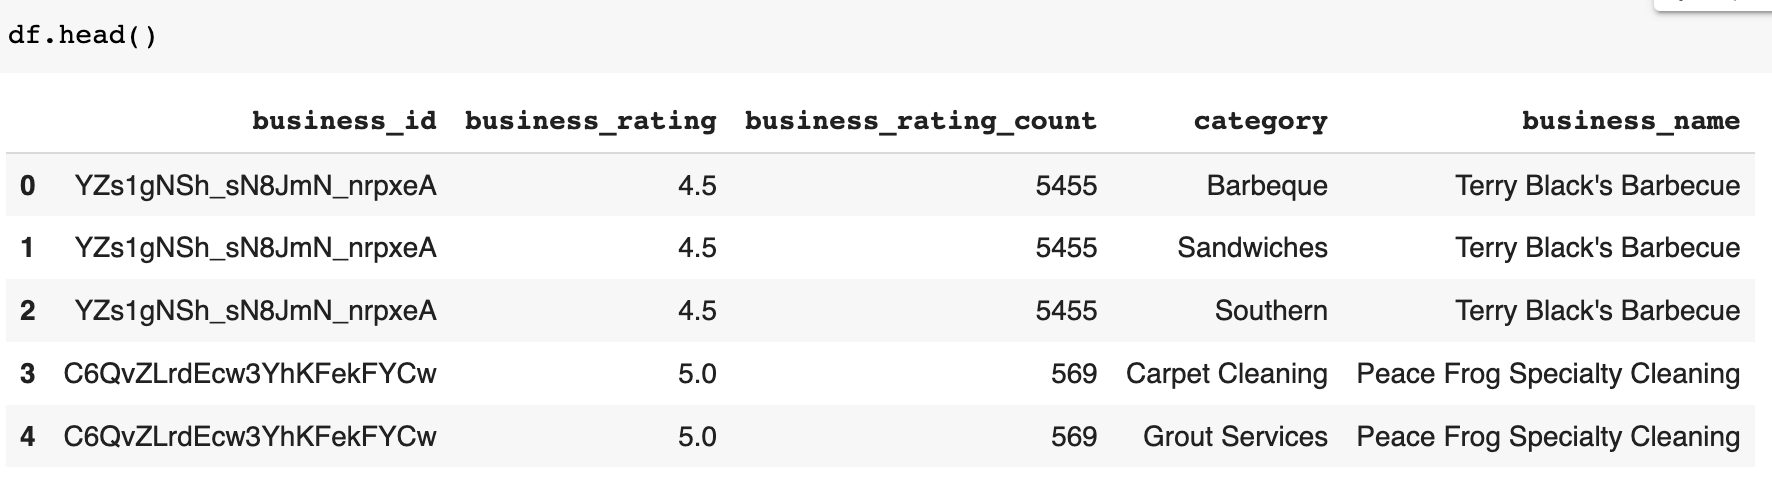 df.head()
business_id business_rating business_rating_count category business_name
0 YZs1gNSh_sN8JmN_nrpxeA 4.5 5455 Barbeque Terry Black's Barbecue
1 YZs1gNSh_sN8JmN_nrpxeA 4.5 5455 Sandwiches Terry Black's Barbecue
2 YZs1gNSh_sN8JmN_nrpxeA 4.5 5455 Southern Terry Black's Barbecue
3 C6QvZLrdEcw3YhKFekFYCw 5.0 569 Carpet Cleaning Peace Frog Specialty Cleaning
4 C6QvZLrdEcw3YhKFekFYCw 5.0 569 Grout Services Peace Frog Specialty Cleaning